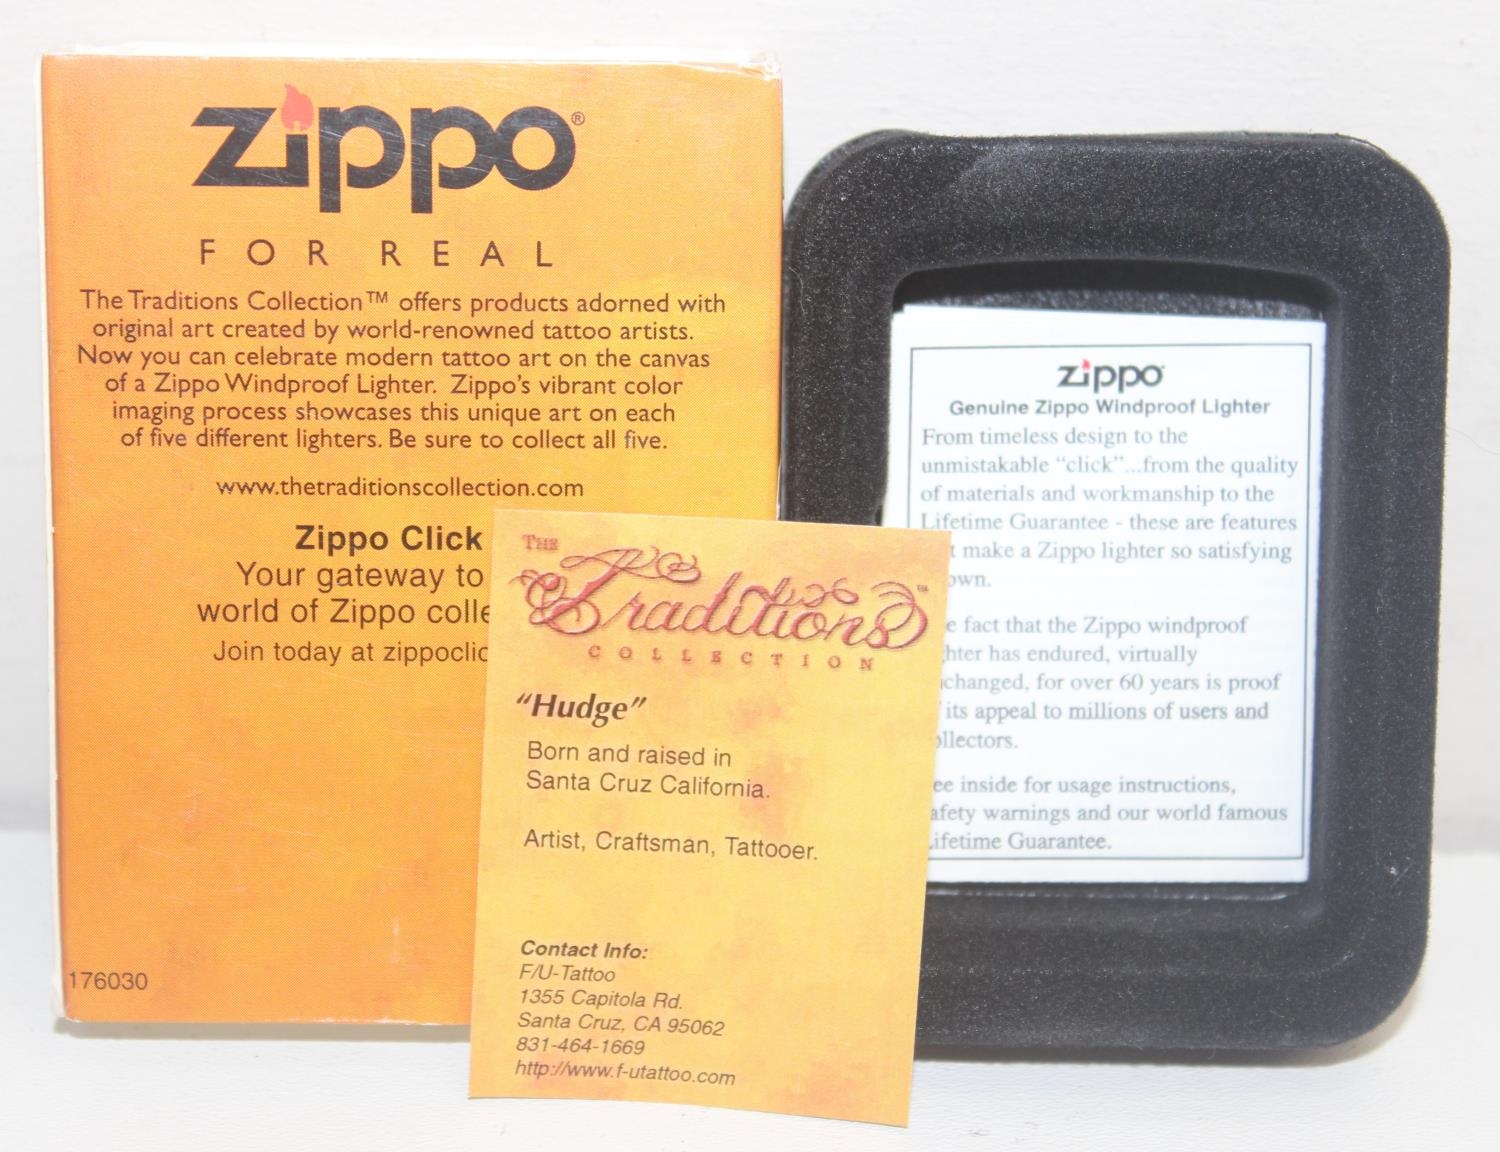 zippo®
FOR REAL
The Traditions Collection™ offers products adorned with
original art created by world-renowned tattoo artists.
Now you can celebrate modern tattoo art on the canvas
of a Zippo Windproof Lighter. Zippo's vibrant color
imaging process showcases this unique art on each
of five different lighters. Be sure to collect all five.
www.thetraditionscollection.com
Zippo Click
Your gateway to
world of Zippo
Join today at
176030
THE
Traditions™
COLLECTION
"Hudge"
Born and raised in
Santa Cruz California.
Artist, Craftsman, Tattooer.
Contact Info:
F/U-Tattoo
1355 Capitola Rd.
Santa Cruz, CA 95062
831-464-1669
http://www.f-utattoo.com
zippo
Genuine Zippo Windproof Lighter
From timeless design to the
unmistakable "click"...from the quality
of materials and workmanship to the
Lifetime Guarantee - these are features
make a Zippo lighter so satisfying
fact that the Zippo windproof
has endured, virtually
for over 60 years is proof
its appeal to millions of users and
inside for usage instructions,
warnings and our world famous
Lifetime Guarantee.